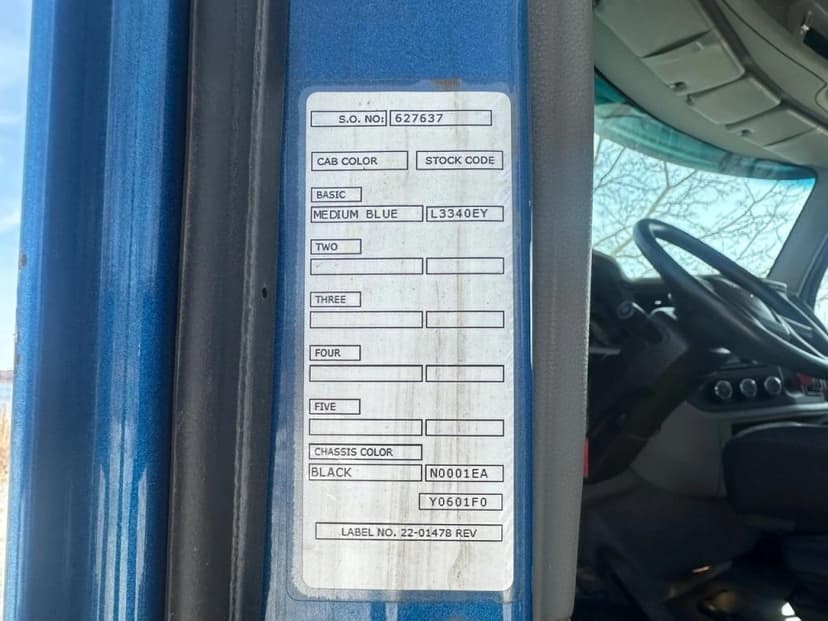 S.O. NO: 627637
CAB COLOR STOCK CODE
BASIC
MEDIUM BLUE L3340EY
TWO
THREE
FOUR
FIVE
CHASSIS COLOR
BLACK N0001EA
Y0601F0
LABEL NO. 22-01478 REV